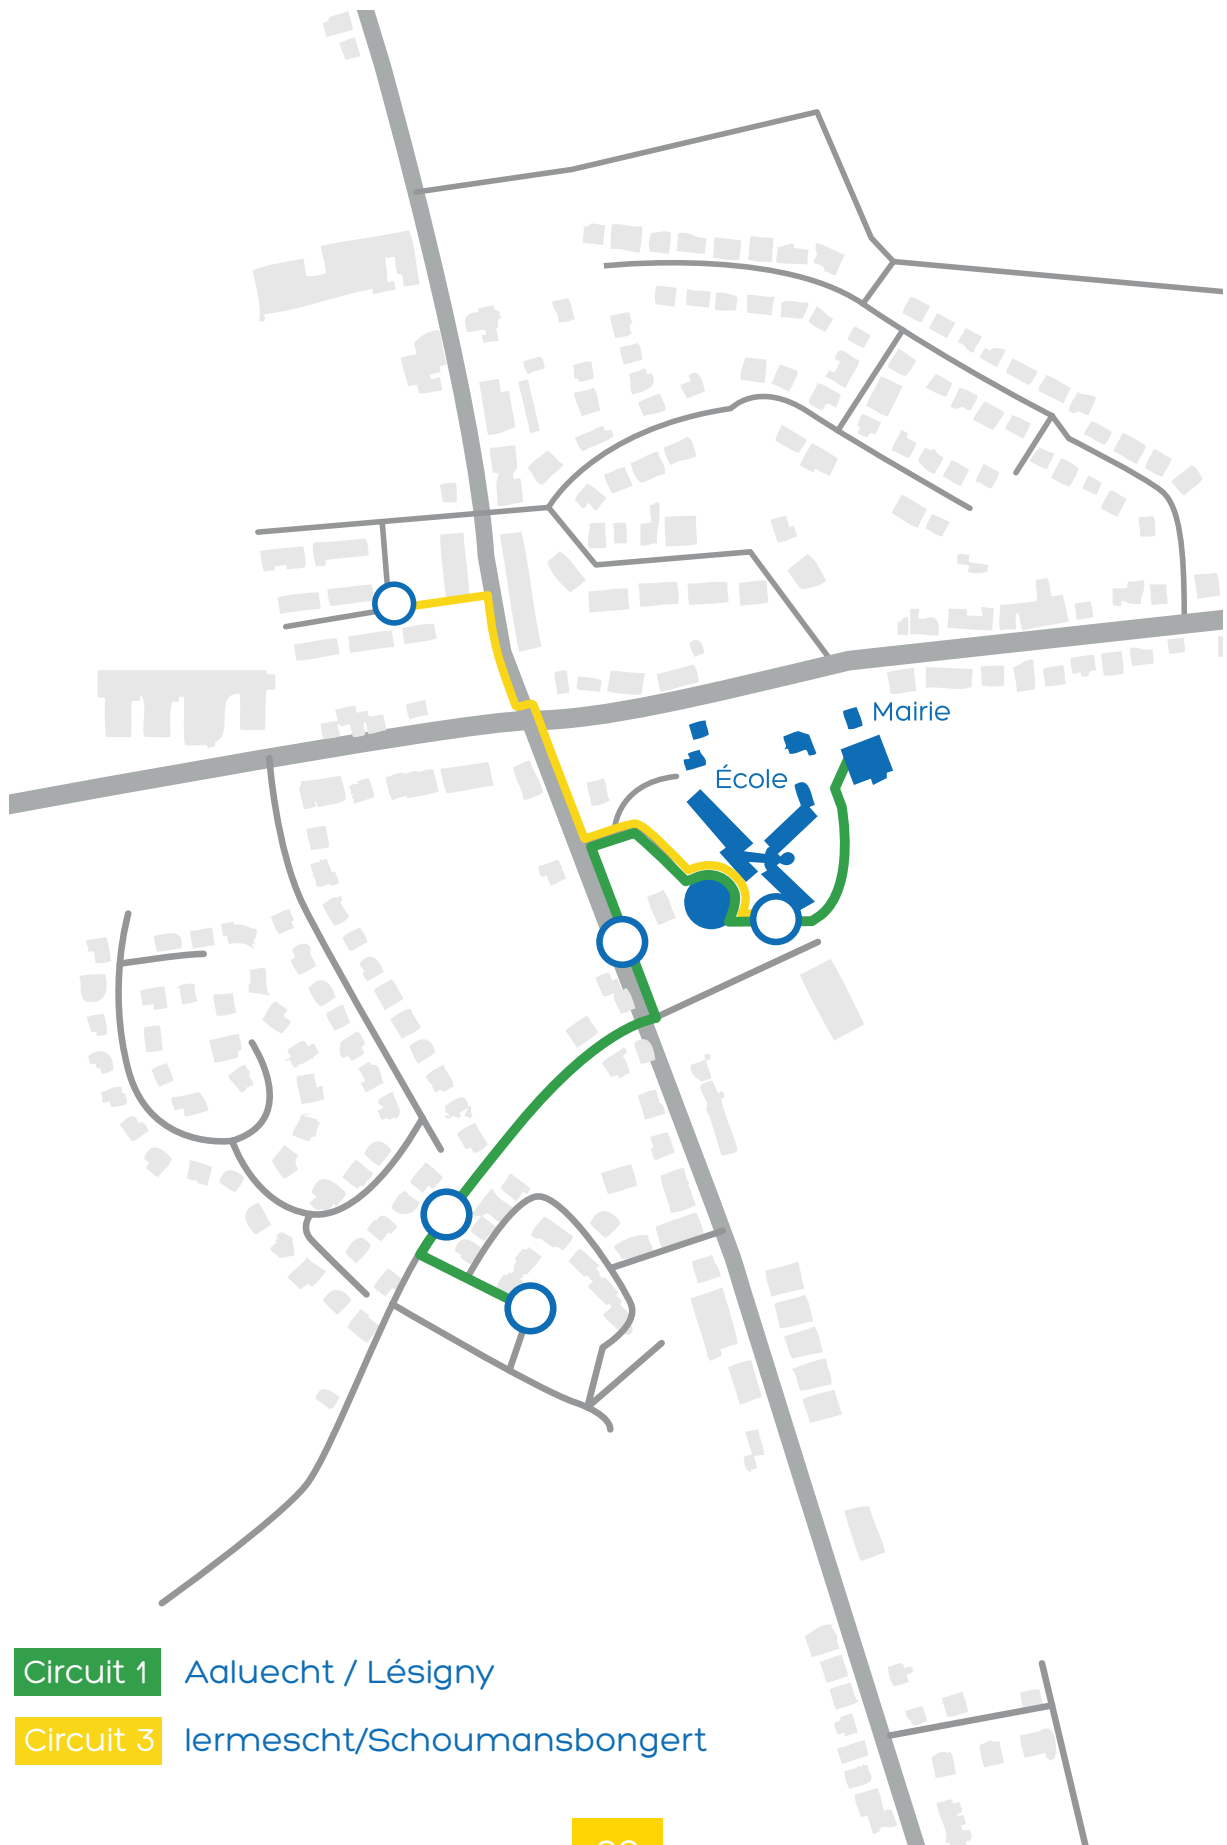 Mairie
École
Circuit 1 Aaluecht / Lésigny
Circuit 3 Iermescht/Schoumansbongert